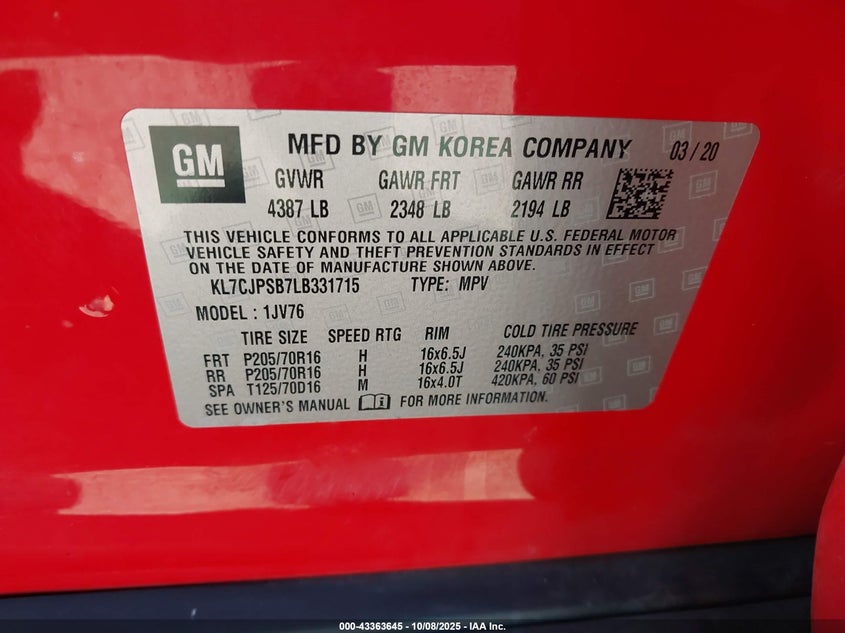 GM
MFD BY GM KOREA COMPANY 03/20
GVWR GAWR FRT GAWR RR
4387 LB 2348 LB 2194 LB
THIS VEHICLE CONFORMS TO ALL APPLICABLE U.S. FEDERAL MOTOR
VEHICLE SAFETY AND THEFT PREVENTION STANDARDS IN EFFECT
ON THE DATE OF MANUFACTURE SHOWN ABOVE.
KL7CJPSB7LB331715 TYPE: MPV
MODEL : 1JV76
TIRE SIZE SPEED RTG RIM COLD TIRE PRESSURE
FRT P205/70R16 H 16x6.5J 240KPA, 35 PSI
RR P205/70R16 H 16x6.5J 240KPA, 35 PSI
SPA T125/70D16 M 16x4.0T 420KPA, 60 PSI
SEE OWNER'S MANUAL FOR MORE INFORMATION.
000-43363645 - 10/08/2025 - IAA Inc.